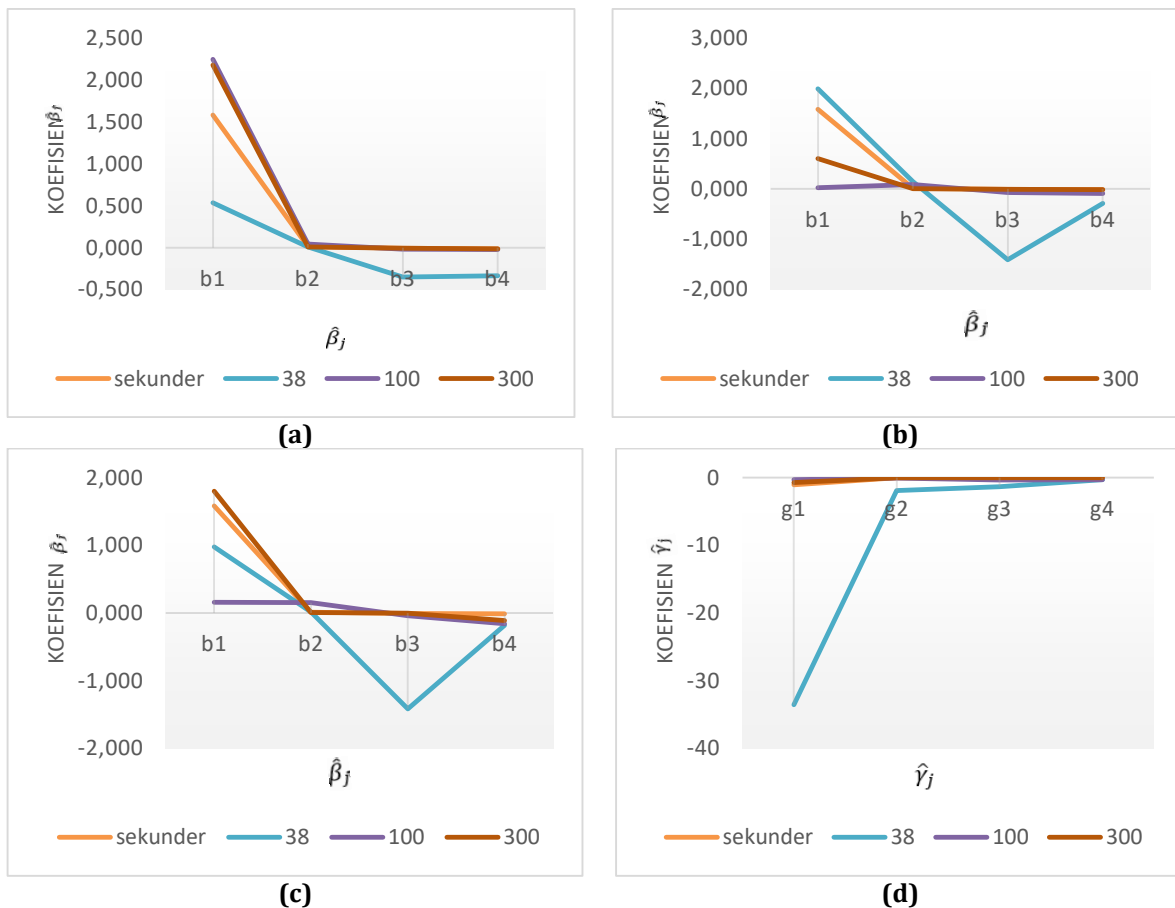 2,500
2,000
1,500
1,000
0,500
0,000
-0,500
KOEFISIEN β̂j
b1 b2 b3 b4
β̂j
sekunder 38 100 300
(a)
3,000
2,000
1,000
0,000
-1,000
-2,000
KOEFISIEN β̂j
b1 b2 b3 b4
β̂j
sekunder 38 100 300
(b)
2,000
1,000
0,000
-1,000
-2,000
KOEFISIEN β̂j
b1 b2 b3 b4
β̂j
sekunder 38 100 300
(c)
0
-10
-20
-30
-40
KOEFISIEN γ̂j
g1 g2 g3 g4
γ̂j
sekunder 38 100 300
(d)